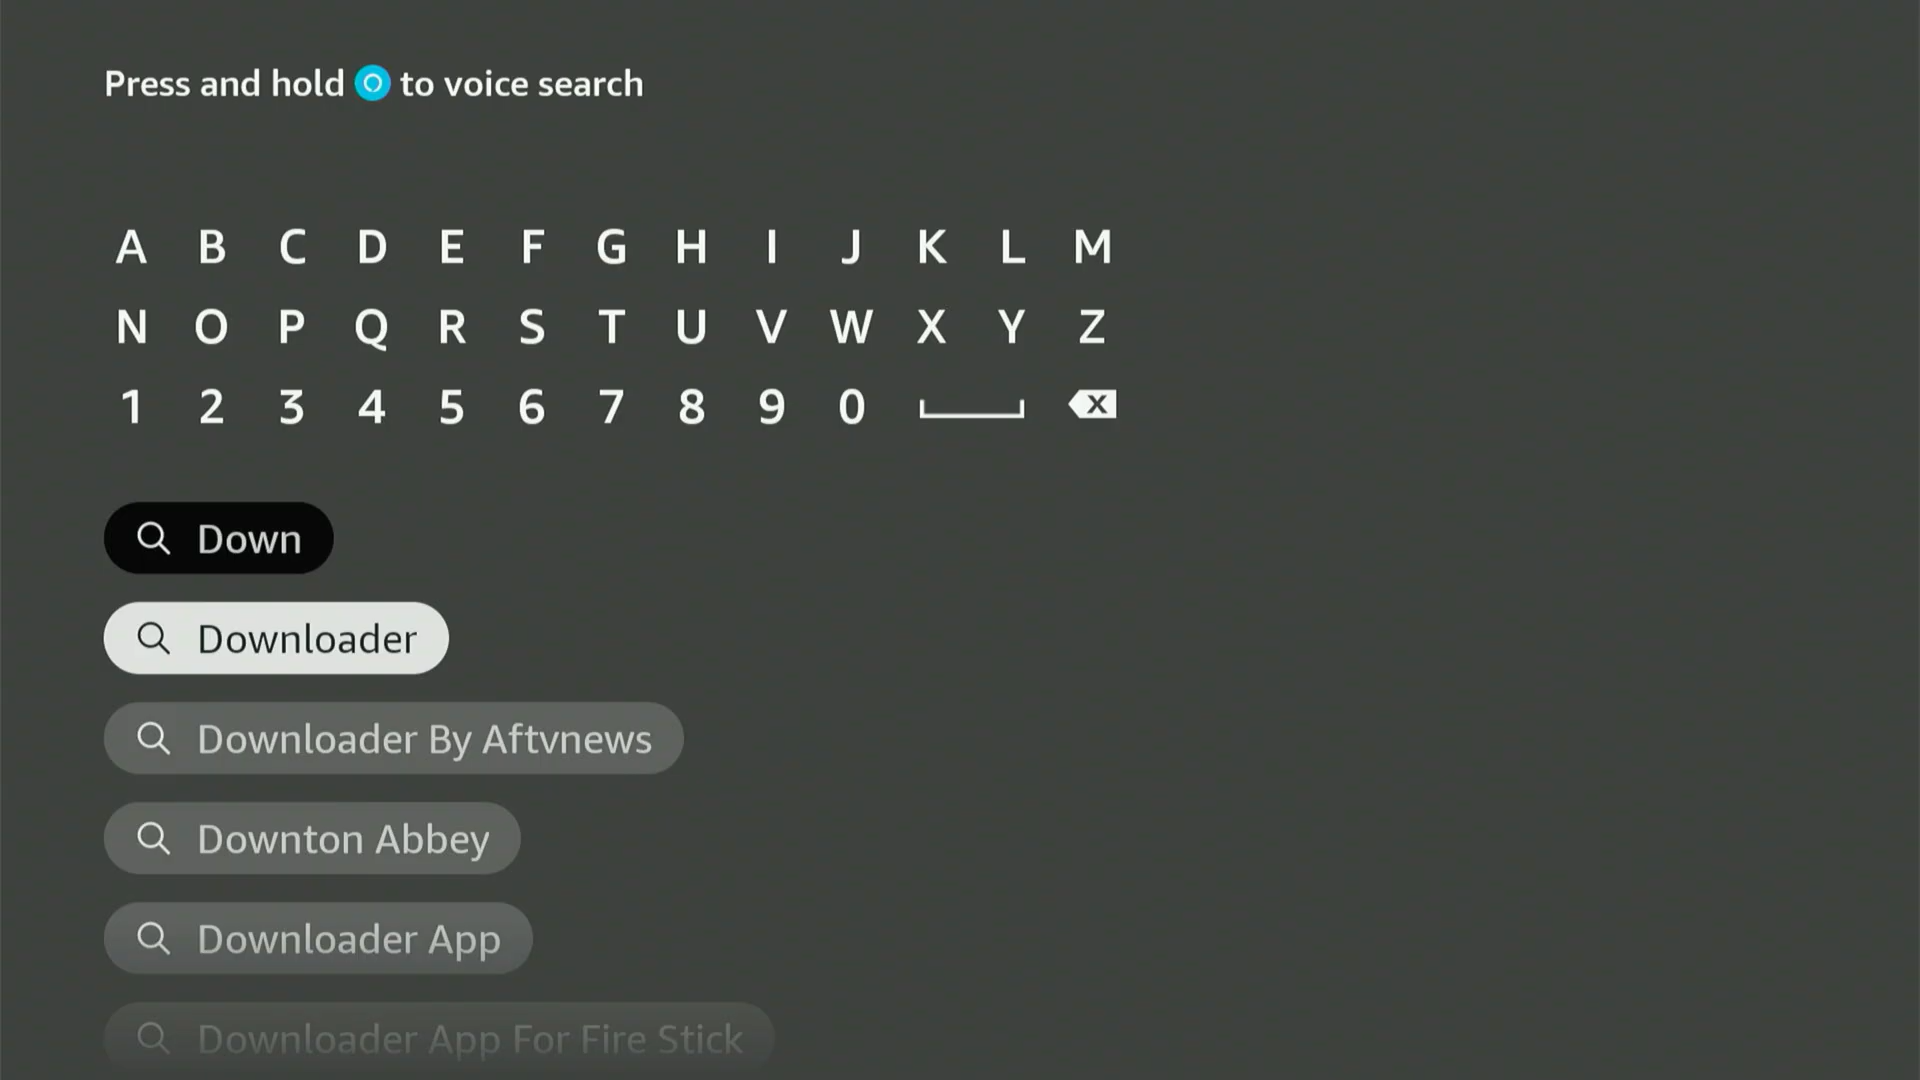 Press and hold to voice search
A B C D E F G H I J K L M
N O P Q R S T U V W X Y Z
1 2 3 4 5 6 7 8 9 0
Down
Downloader
Downloader By Aftvnews
Downton Abbey
Downloader App
Downloader App For Fire Stick